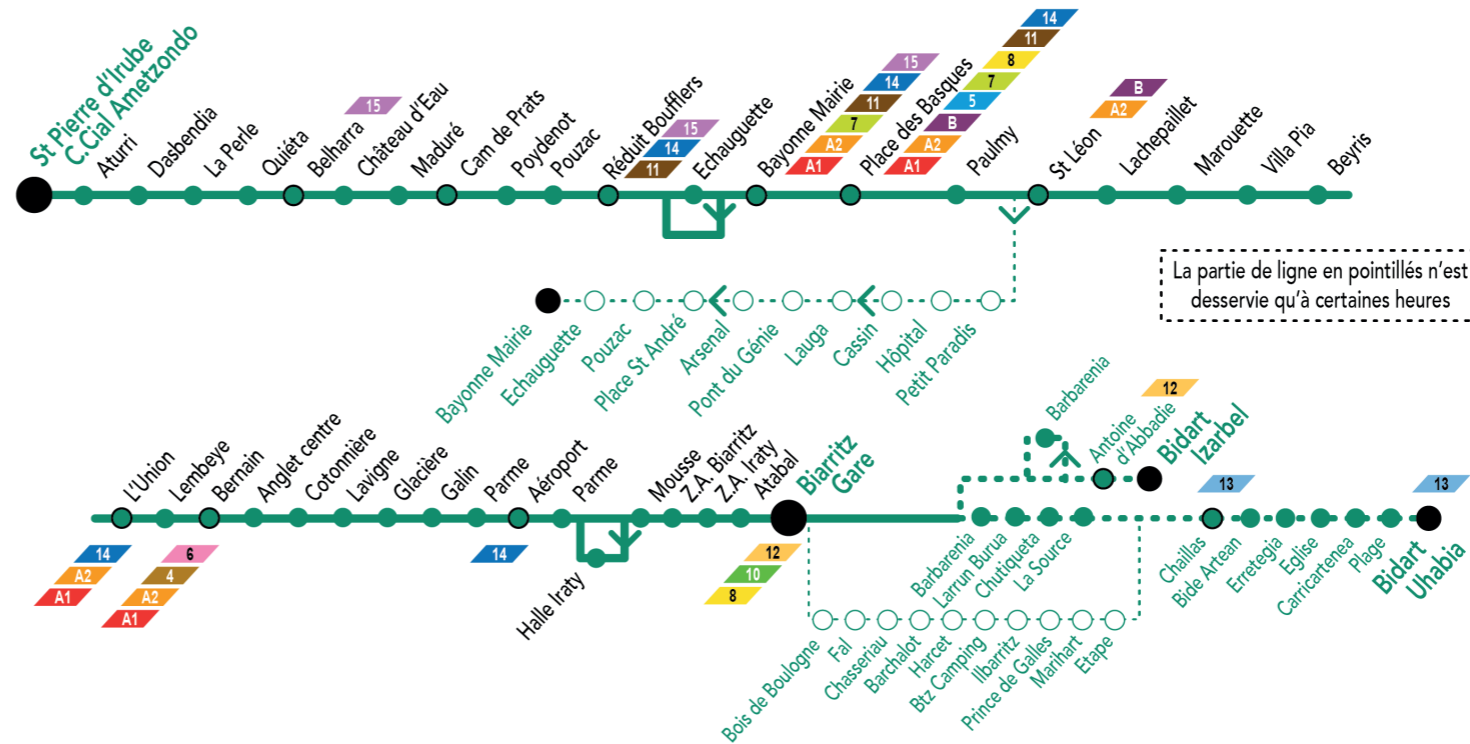 St Pierre d'Irube
C.Cial Ametzondo
Aturri
Dasbendia
La Perle
Quiéta
Belharra
15
Château d'Eau
Maduré
Cam de Prats
Poydenot
Pouzac
Réduit Boufflers
15
14
11
Echauguette
Bayonne Mairie
15
14
11
7
A2
A1
Place des Basques
14
11
8
7
5
B
A2
A1
Paulmy
St Léon
B
A2
Lachepaillet
Marouette
Villa Pia
Beyris
La partie de ligne en pointillés n'est
desservie qu'à certaines heures
Bayonne Mairie
Echauguette
Pouzac
Place St André
Arsenal
Pont du Génie
Lauga
Cassin
Hôpital
Petit Paradis
L'Union
14
A2
A1
Lembeye
Bernain
6
4
A2
A1
Anglet centre
Cotonnière
Lavigne
Glacière
Galin
Parme
Aéroport
14
Parme
Halle Iraty
Mousse
Z.A. Biarritz
Z.A. Iraty
Atabal
Biarritz
Gare
12
10
8
Barbarenia
Antoine
d'Abbadie
12
Bidart
Izarbel
Barbarenia
Larrun Burua
Chutiqueta
La Source
13
Chaillas
Bide Artean
Erretegia
Eglise
Carricartenea
Plage
13
Bidart
Uhabia
Bois de Boulogne
Fal
Chasseriau
Barchalot
Harcet
Btz Camping
Ilbarritz
Prince de Galles
Marihart
Etape